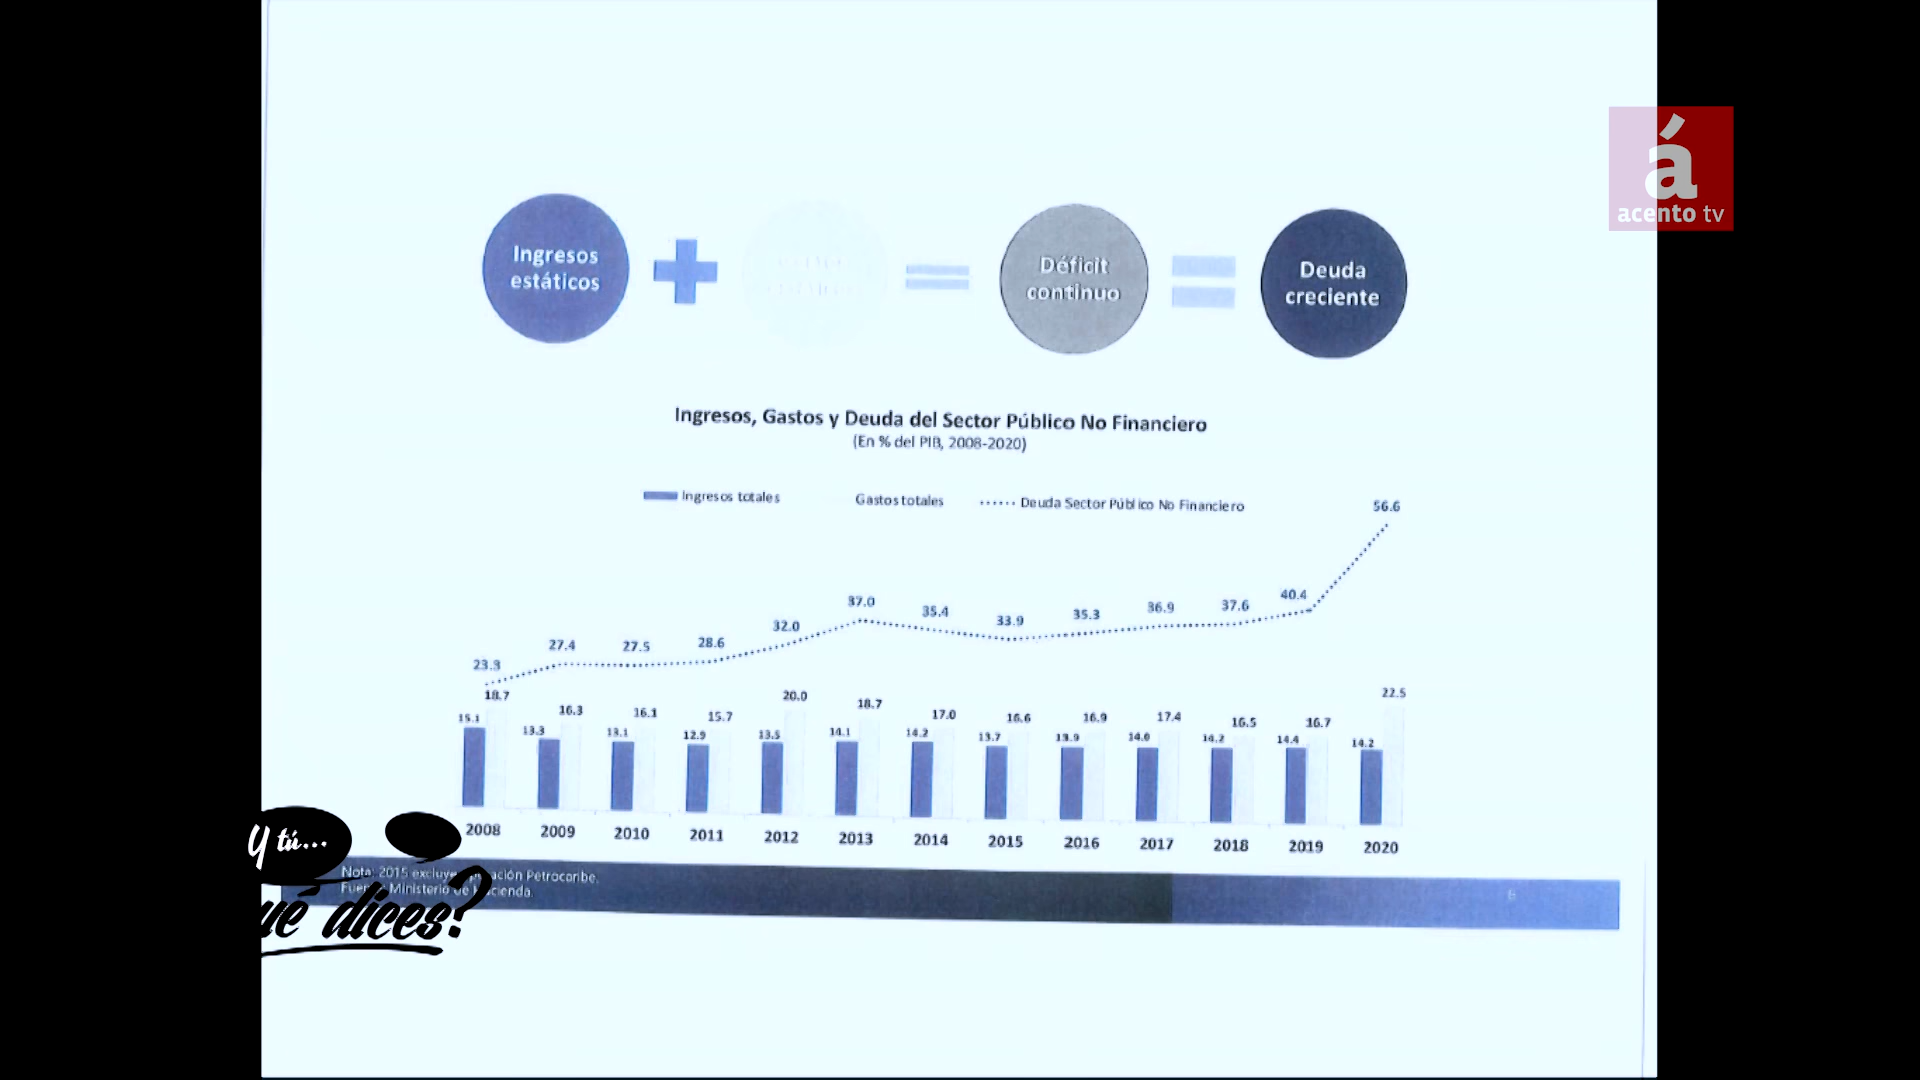 á
acento tv
Ingresos
estáticos
Déficit
continuo
Deuda
creciente
Ingresos, Gastos y Deuda del Sector Público No Financiero
(En % del PIB, 2008-2020)
Ingresos totales
Gastos totales
Deuda Sector Público No Financiero
56.6
40.4
37.6
36.9
35.3
33.9
35.4
37.0
32.0
28.6
27.5
27.4
23.3
18.7
16.3
16.1
15.7
20.0
18.7
17.0
16.6
16.9
17.4
16.5
16.7
22.5
15.1
13.3
13.1
12.9
13.5
14.1
14.2
13.7
13.9
14.0
14.2
14.4
14.2
2008 2009 2010 2011 2012 2013 2014 2015 2016 2017 2018 2019 2020
Nota: 2015 excluye Petrocaribe.
Ministerio de
Y tú...
ué dices?